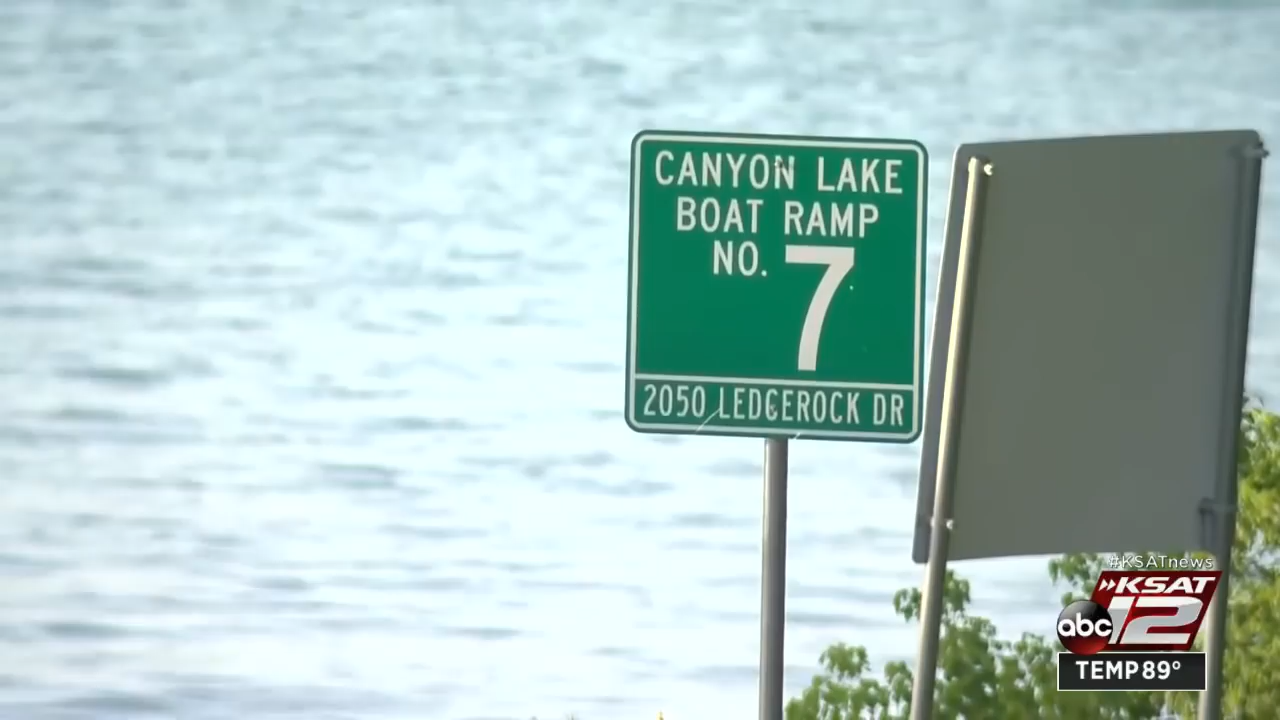 CANYON LAKE
BOAT RAMP
NO. 7
2050 LEDGEROCK DR
#KSATnews
KSAT
abc 12
TEMP 89°